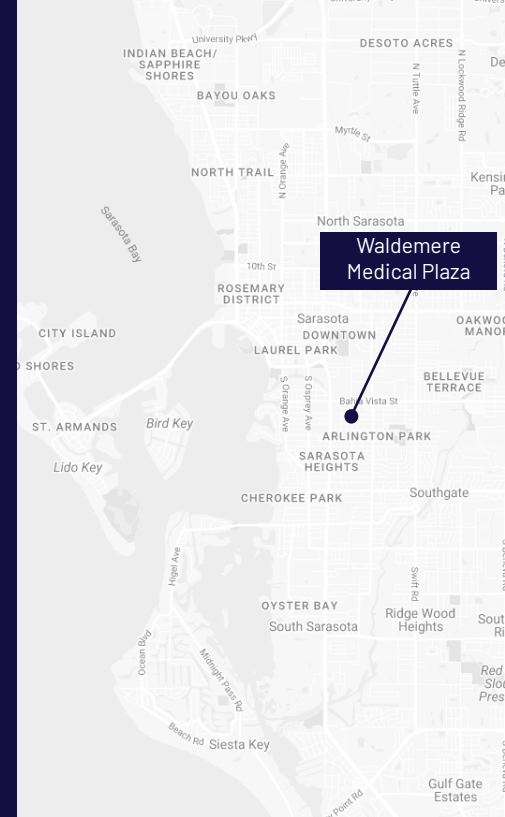 University Pkwy
INDIAN BEACH/
SAPPHIRE
SHORES
DESOTO ACRES
BAYOU OAKS
N Tuttle Ave
N Lockwood Ridge Rd
Myrtle St
N Orange Ave
NORTH TRAIL
North Sarasota
Sarasota Bay
Waldemere
Medical Plaza
10th St
ROSEMARY
DISTRICT
Sarasota
DOWNTOWN
CITY ISLAND
LAUREL PARK
SHORES
BELLEVUE
TERRACE
S Orange Ave
S Osprey Ave
Bahia Vista St
ST. ARMANDS
Bird Key
ARLINGTON PARK
SARASOTA
HEIGHTS
Lido Key
CHEROKEE PARK
Southgate
Higel Ave
Swift Rd
OYSTER BAY
South Sarasota
Ridge Wood
Heights
Ocean Blvd
Midnight Pass Rd
Red
Beach Rd
Siesta Key
Gulf Gate
Estates
Point Rd